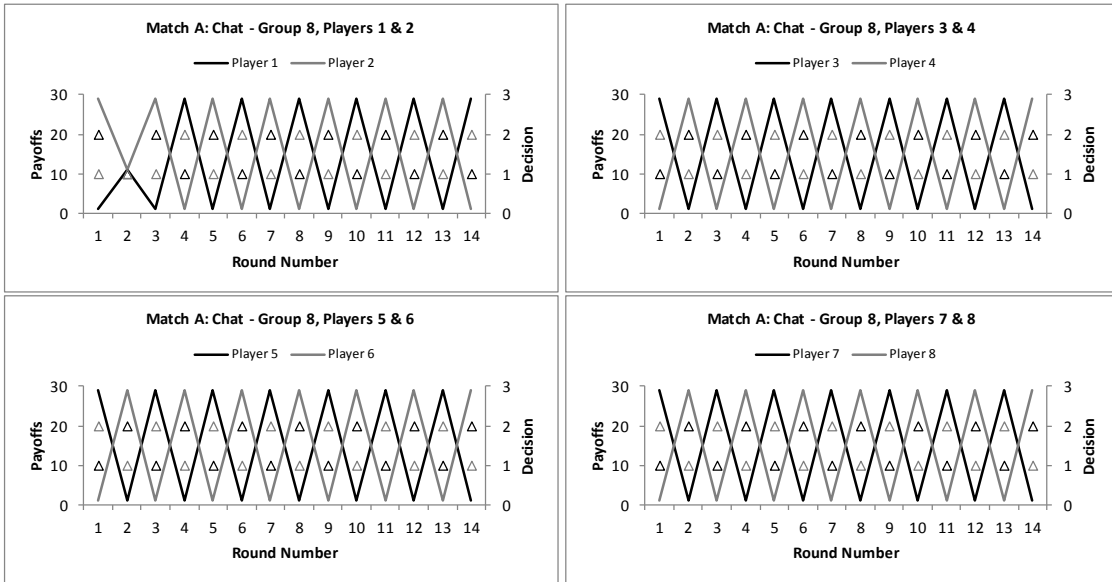 Match A: Chat - Group 8, Players 1 & 2
Player 1 Player 2
30
20
10
0
Payoffs
3
2
1
0
Decision
1 2 3 4 5 6 7 8 9 10 11 12 13 14
Round Number
Match A: Chat - Group 8, Players 3 & 4
Player 3 Player 4
30
20
10
0
Payoffs
3
2
1
0
Decision
1 2 3 4 5 6 7 8 9 10 11 12 13 14
Round Number
Match A: Chat - Group 8, Players 5 & 6
Player 5 Player 6
30
20
10
0
Payoffs
3
2
1
0
Decision
1 2 3 4 5 6 7 8 9 10 11 12 13 14
Round Number
Match A: Chat - Group 8, Players 7 & 8
Player 7 Player 8
30
20
10
0
Payoffs
3
2
1
0
Decision
1 2 3 4 5 6 7 8 9 10 11 12 13 14
Round Number